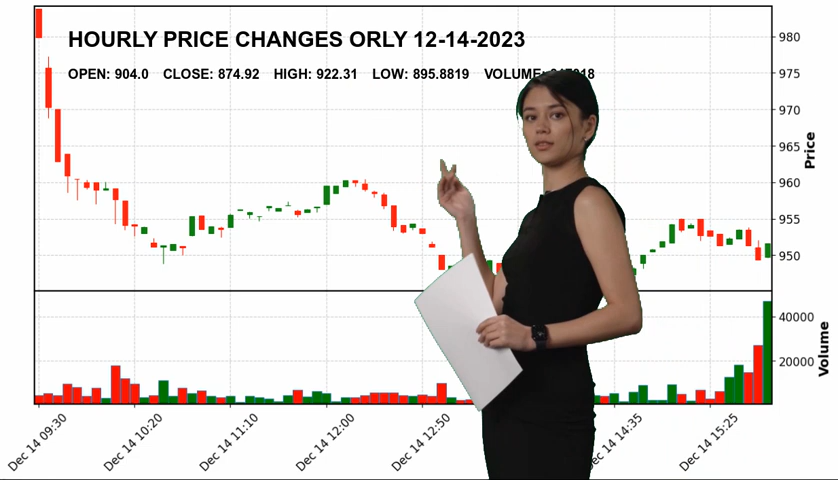 HOURLY PRICE CHANGES ORLY 12-14-2023
OPEN: 904.0 CLOSE: 874.92 HIGH: 922.31 LOW: 895.8819 VOLUME:
980
975
970
965
960
955
950
Price
40000
20000
Volume
Dec 14 09:30
Dec 14 10:20
Dec 14 11:10
Dec 14 12:00
Dec 14 12:50
Dec 14 14:35
Dec 14 15:25